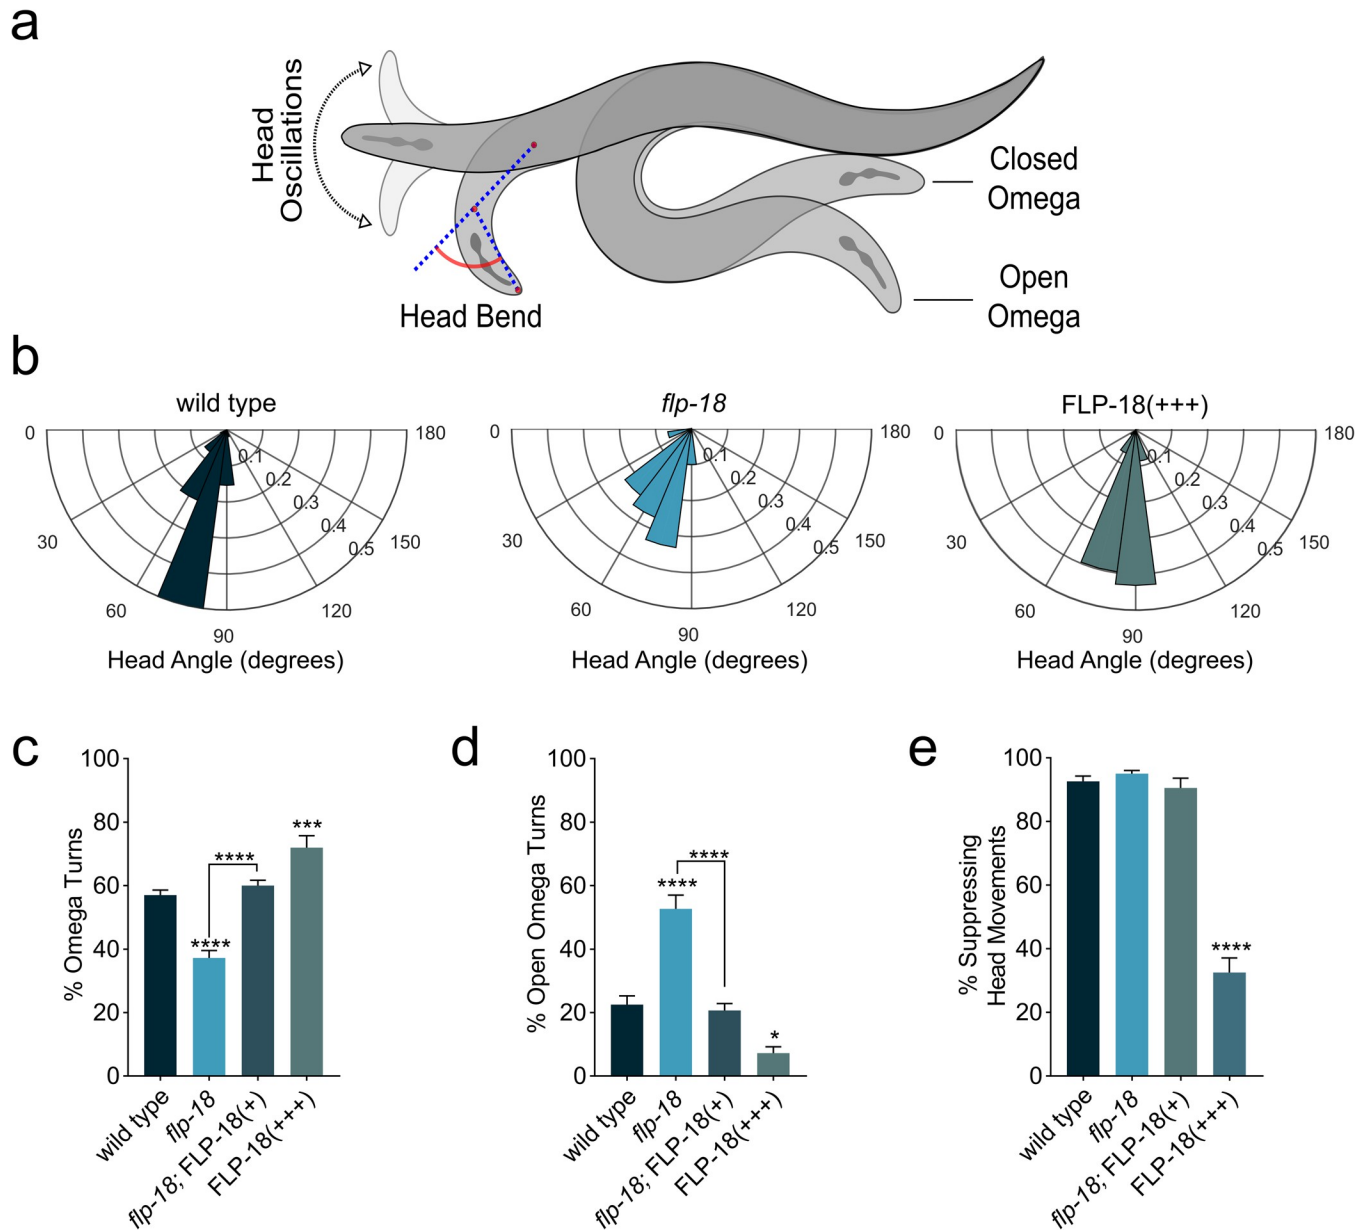 a
Head
Oscillations
Head Bend
Closed
Omega
Open
Omega
b
wild type
0
180
0.1
0.2
0.3
0.4
0.5
30
150
60
120
90
Head Angle (degrees)
flp-18
0
180
0.1
0.2
0.3
0.4
0.5
30
150
60
120
90
Head Angle (degrees)
FLP-18(+++)
0
180
0.1
0.2
0.3
0.4
0.5
30
150
60
120
90
Head Angle (degrees)
c
% Omega Turns
100
80
60
40
20
0
****
****
***
wild type
flp-18
flp-18; FLP-18(+)
FLP-18(+++)
d
% Open Omega Turns
100
80
60
40
20
0
****
****
*
wild type
flp-18
flp-18; FLP-18(+)
FLP-18(+++)
e
% Suppressing
Head Movements
100
80
60
40
20
0
****
wild type
flp-18
flp-18; FLP-18(+)
FLP-18(+++)